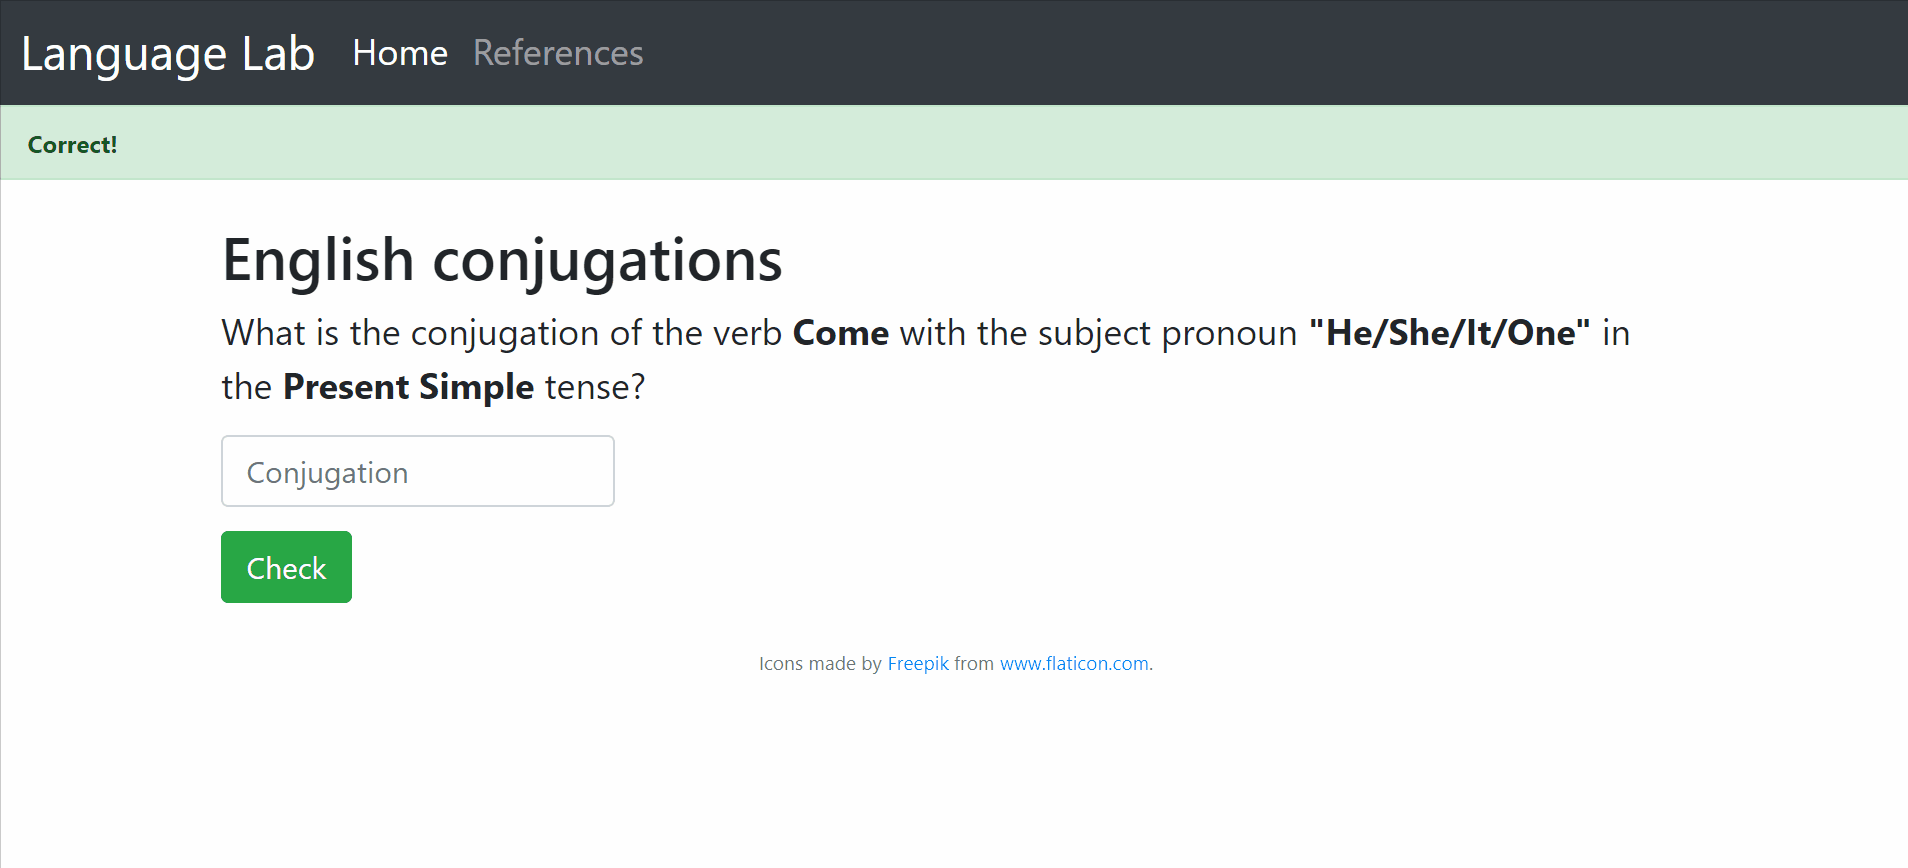 Language Lab Home References
Correct!
English conjugations
What is the conjugation of the verb Come with the subject pronoun "He/She/It/One" in
the Present Simple tense?
Conjugation
Check
Icons made by Freepik from www.flaticon.com.